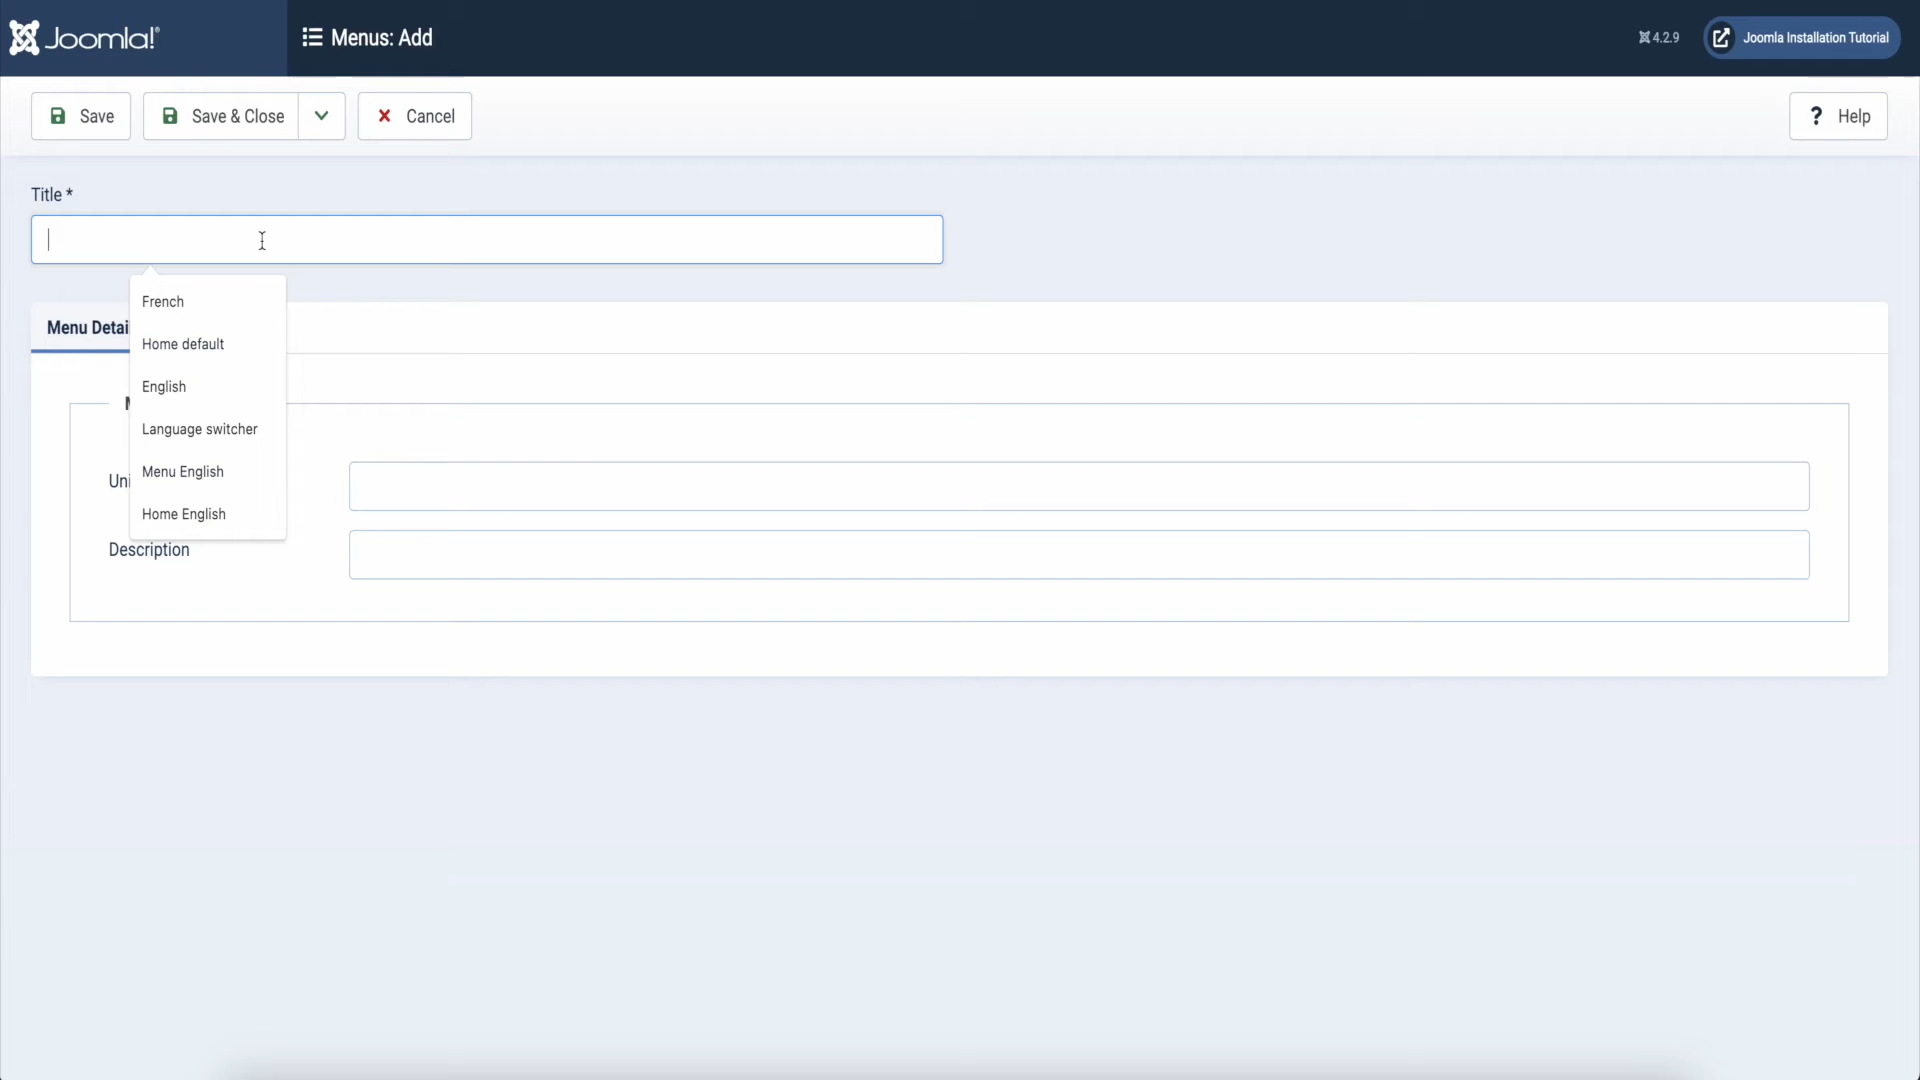 Joomla!®
Menus: Add
4.2.9
Joomla Installation Tutorial
Save
Save & Close
Cancel
? Help
Title *
French
Home default
English
Language switcher
Menu English
Home English
Menu Detai
Uni
Description